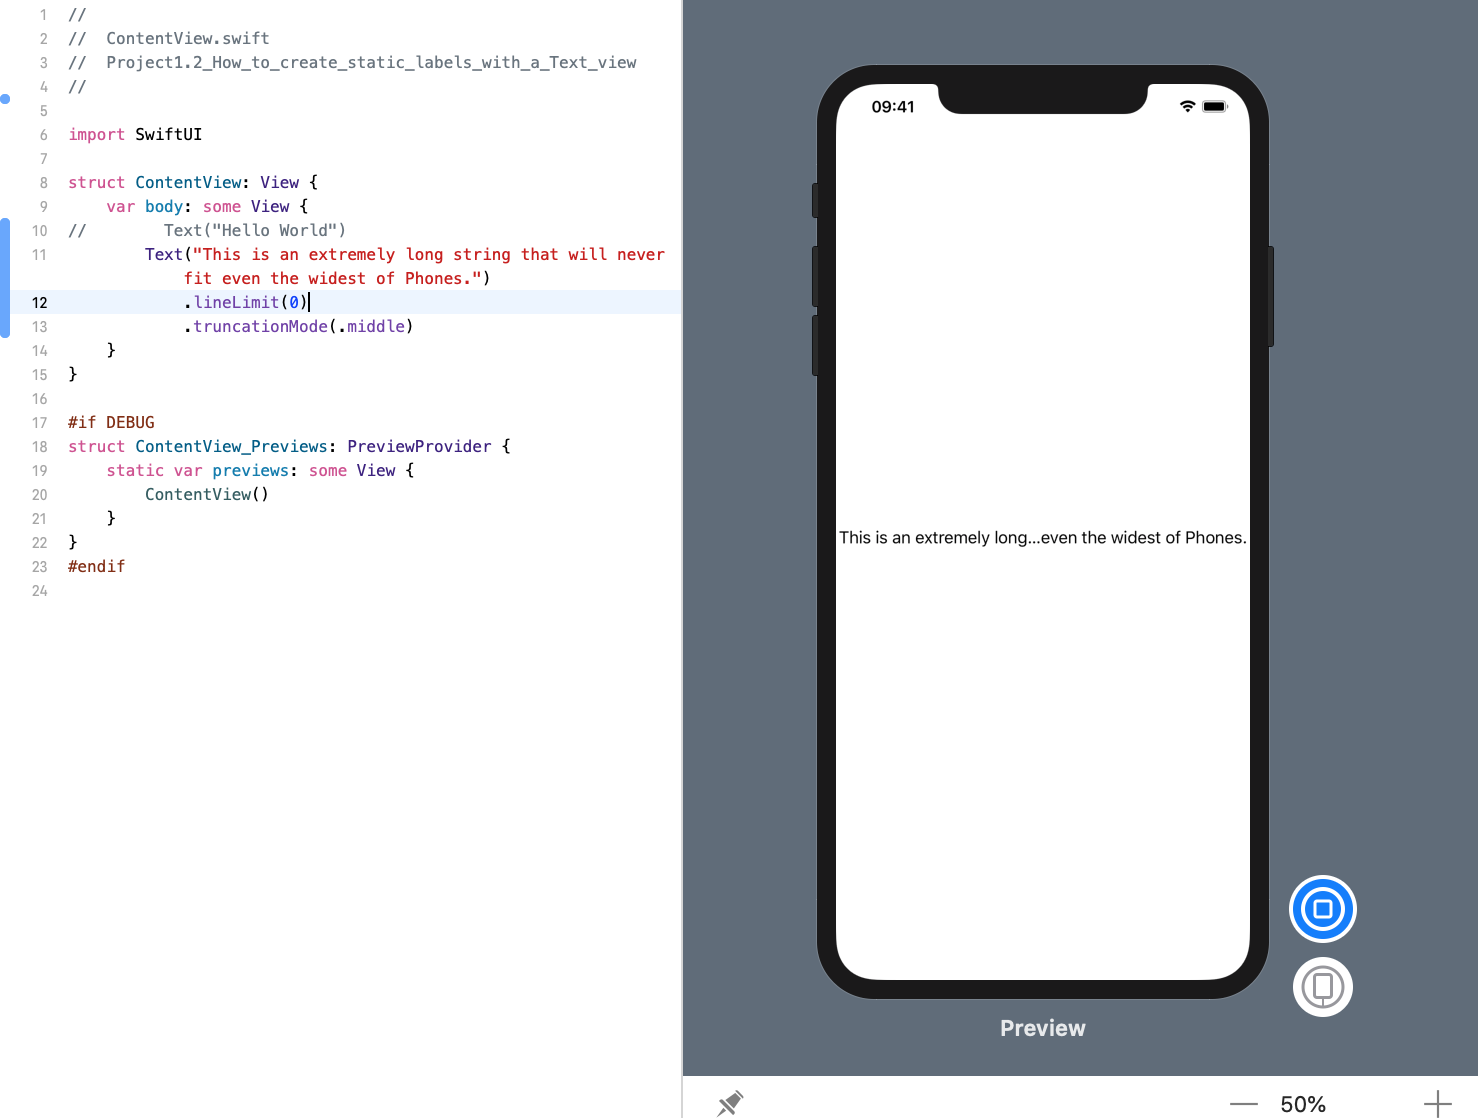 1 //
2 //  ContentView.swift
3 //  Project1.2_How_to_create_static_labels_with_a_Text_view
4 //
5
6 import SwiftUI
7
8 struct ContentView: View {
9     var body: some View {
10 //        Text("Hello World")
11         Text("This is an extremely long string that will never
fit even the widest of Phones.")
12             .lineLimit(0)
13             .truncationMode(.middle)
14     }
15 }
16
17 #if DEBUG
18 struct ContentView_Previews: PreviewProvider {
19     static var previews: some View {
20         ContentView()
21     }
22 }
23 #endif
24
09:41
This is an extremely long...even the widest of Phones.
Preview
50%